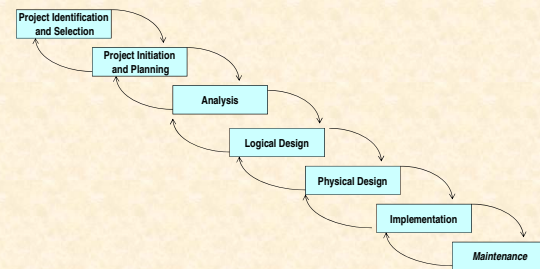 Project Identification
and Selection
Project Initiation
and Planning
Analysis
Logical Design
Physical Design
Implementation
Maintenance